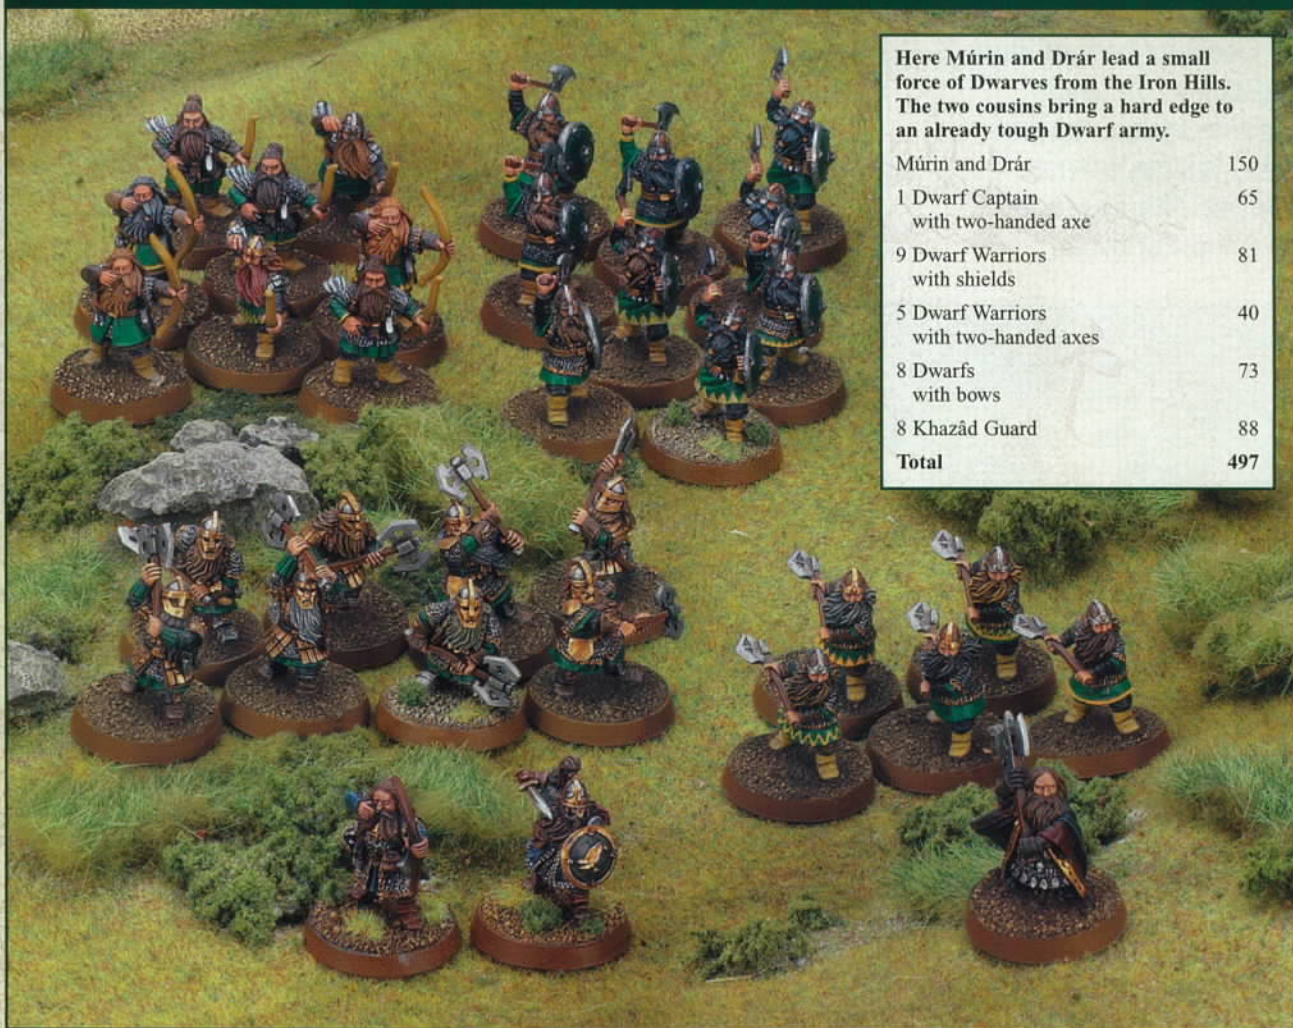 Here Múrin and Drár lead a small
force of Dwarves from the Iron Hills.
The two cousins bring a hard edge to
an already tough Dwarf army.
Múrin and Drár 150
1 Dwarf Captain 65
with two-handed axe
9 Dwarf Warriors 81
with shields
5 Dwarf Warriors 40
with two-handed axes
8 Dwarfs 73
with bows
8 Khazâd Guard 88
Total 497